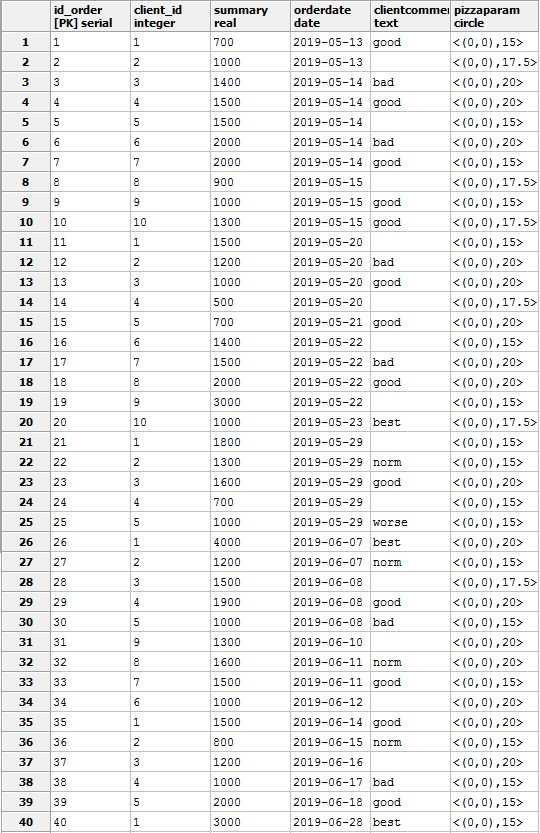 id_order [PK] serial client_id integer summary real orderdate date clientcommer text pizzaparam circle
1 1 1 700 2019-05-13 good <(0,0),15>
2 2 2 1000 2019-05-13 <(0,0),17.5>
3 3 3 1400 2019-05-14 bad <(0,0),20>
4 4 4 1500 2019-05-14 good <(0,0),20>
5 5 5 1500 2019-05-14 <(0,0),15>
6 6 6 2000 2019-05-14 bad <(0,0),20>
7 7 7 2000 2019-05-14 good <(0,0),15>
8 8 8 900 2019-05-15 <(0,0),17.5>
9 9 9 1000 2019-05-15 good <(0,0),15>
10 10 10 1300 2019-05-15 good <(0,0),17.5>
11 11 1 1500 2019-05-20 <(0,0),15>
12 12 2 1200 2019-05-20 bad <(0,0),20>
13 13 3 1000 2019-05-20 good <(0,0),20>
14 14 4 500 2019-05-20 <(0,0),17.5>
15 15 5 700 2019-05-21 good <(0,0),20>
16 16 6 1400 2019-05-22 <(0,0),15>
17 17 7 1500 2019-05-22 bad <(0,0),20>
18 18 8 2000 2019-05-22 good <(0,0),20>
19 19 9 3000 2019-05-22 <(0,0),15>
20 20 10 1000 2019-05-23 best <(0,0),17.5>
21 21 1 1800 2019-05-29 <(0,0),15>
22 22 2 1300 2019-05-29 norm <(0,0),15>
23 23 3 1600 2019-05-29 good <(0,0),20>
24 24 4 700 2019-05-29 <(0,0),15>
25 25 5 1000 2019-05-29 worse <(0,0),15>
26 26 1 4000 2019-06-07 best <(0,0),20>
27 27 2 1200 2019-06-07 norm <(0,0),15>
28 28 3 1500 2019-06-08 <(0,0),17.5>
29 29 4 1900 2019-06-08 good <(0,0),20>
30 30 5 1000 2019-06-08 bad <(0,0),15>
31 31 9 1300 2019-06-10 <(0,0),20>
32 32 8 1600 2019-06-11 norm <(0,0),20>
33 33 7 1500 2019-06-11 good <(0,0),15>
34 34 6 1000 2019-06-12 <(0,0),20>
35 35 1 1500 2019-06-14 good <(0,0),20>
36 36 2 800 2019-06-15 norm <(0,0),15>
37 37 3 1200 2019-06-16 <(0,0),20>
38 38 4 1000 2019-06-17 bad <(0,0),15>
39 39 5 2000 2019-06-18 good <(0,0),15>
40 40 1 3000 2019-06-28 best <(0,0),15>